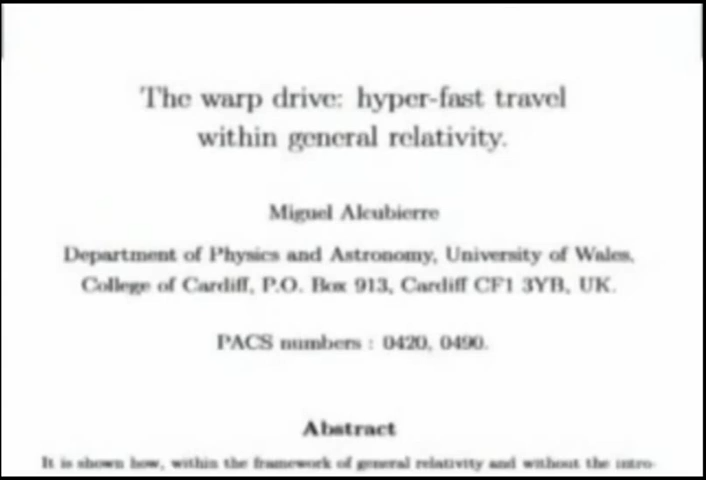 The warp drive: hyper-fast travel
within general relativity.
Miguel Alcubierre
Department of Physics and Astronomy, University of Wales,
College of Cardiff, P.O. Box 913, Cardiff CF1 3YB, UK.
PACS numbers : 0420, 0490.
Abstract
It is shown how, within the framework of general relativity and without the intro-